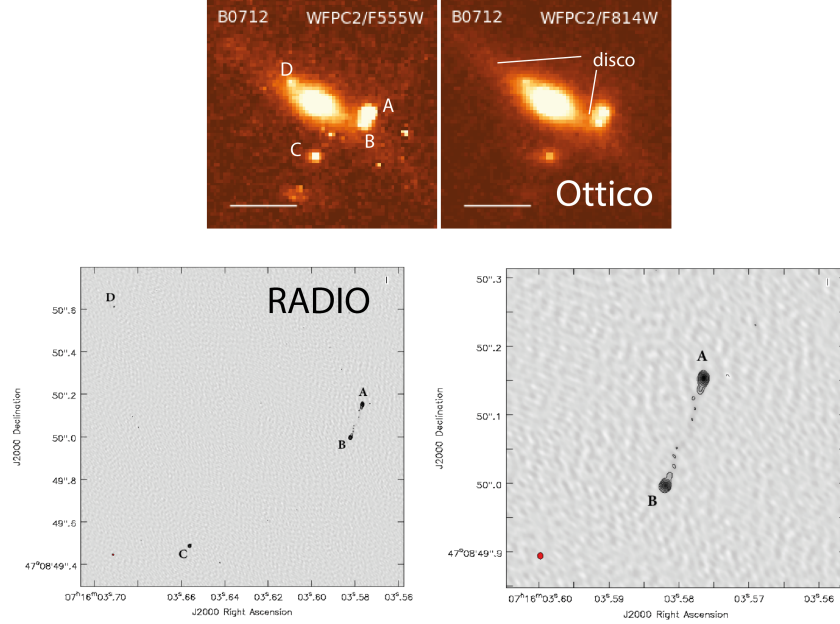 B0712 WFPC2/F555W
D
A
B
C
B0712 WFPC2/F814W
disco
Ottico
RADIO
I
D
A
B
C
50".8
50".6
50".4
50".2
50".0
49".8
49".6
47°08'49".4
J2000 Declination
07ʰ16ᵐ03ˢ.70 03ˢ.68 03ˢ.66 03ˢ.64 03ˢ.62 03ˢ.60 03ˢ.58 03ˢ.56
J2000 Right Ascension
I
A
B
50".3
50".2
50".1
50".0
47°08'49".9
J2000 Declination
07ʰ16ᵐ03ˢ.60 03ˢ.59 03ˢ.58 03ˢ.57 03ˢ.56
J2000 Right Ascension